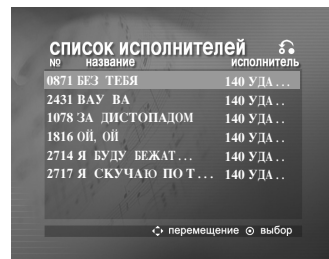 список исполнителей
№ название исполнитель
0871 БЕЗ ТЕБЯ 140 УДА...
2431 ВАУ ВА 140 УДА..
1078 ЗА ДИСТОПАДОМ 140 УДА..
1816 ОЙ, ОЙ 140 УДА..
2714 Я БУДУ БЕЖАТ... 140 УДА..
2717 Я СКУЧАЮ ПО Т... 140 УДА..
перемещение выбор